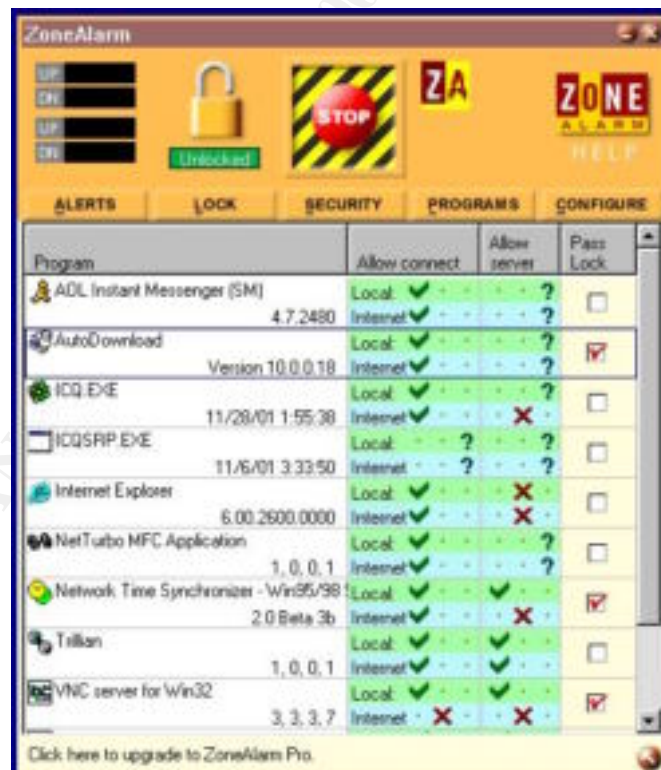 ZoneAlarm
UP
DN
UP
DN
Unlocked
STOP
ZA
ZONE
ALARM
HELP
ALERTS LOCK SECURITY PROGRAMS CONFIGURE
Program Allow connect Allow server Pass Lock
AOL Instant Messenger (SM) Local: ?
4.7.2480 Internet: ?
AutoDownload Local: ?
Version 10.0.0.18 Internet: ?
ICQ.EXE Local: ?
11/28/01 1:55:38 Internet:
ICQSRP.EXE Local: ? ?
11/6/01 3:33:50 Internet: ? ?
Internet Explorer Local:
6.00.2600.0000 Internet:
NetTurbo MFC Application Local: ?
1, 0, 0, 1 Internet: ?
Network Time Synchronizer - Win95/98 Local:
2.0 Beta 3b Internet:
Trillian Local:
1, 0, 0, 1 Internet:
VNC server for Win32 Local:
3, 3, 3, 7 Internet:
Click here to upgrade to ZoneAlarm Pro.